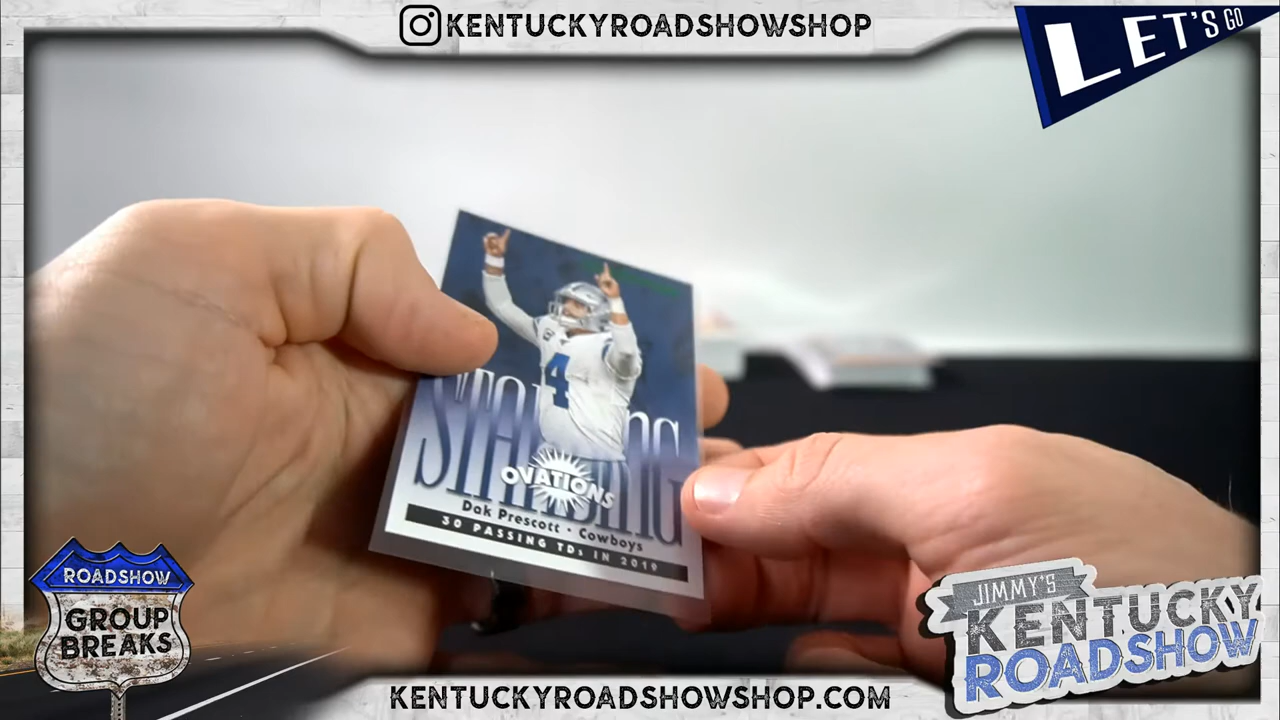 KENTUCKYROADSHOWSHOP
LET'S GO
4
STANDING
OVATIONS
Dak Prescott · Cowboys
30 PASSING TDs IN 2019
ROADSHOW
GROUP
BREAKS
JIMMY'S
KENTUCKY
ROADSHOW
KENTUCKYROADSHOWSHOP.COM